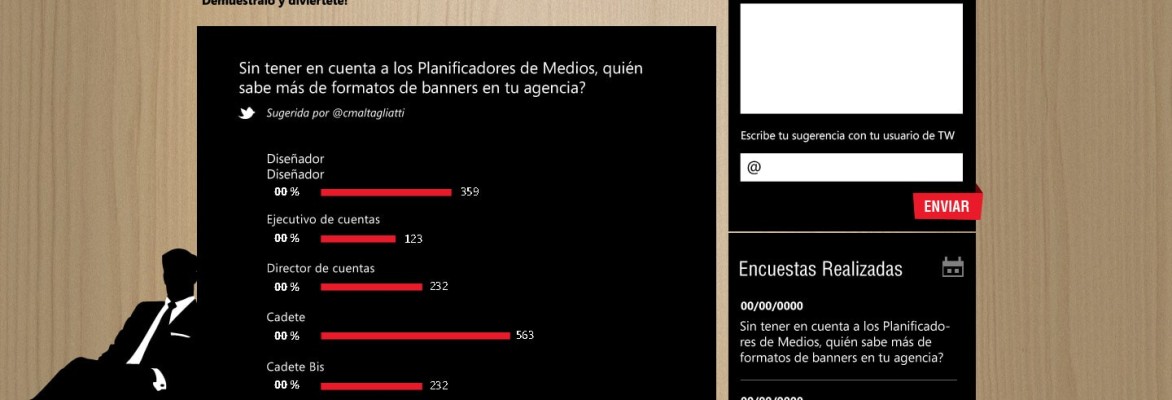 Demuéstralo y diviértete!
Sin tener en cuenta a los Planificadores de Medios, quién
sabe más de formatos de banners en tu agencia?
Sugerida por @cmaltagliatti
Diseñador
Diseñador
00 % 359
Ejecutivo de cuentas
00 % 123
Director de cuentas
00 % 232
Cadete
00 % 563
Cadete Bis
00 % 232
Escribe tu sugerencia con tu usuario de TW
@
ENVIAR
Encuestas Realizadas
00/00/0000
Sin tener en cuenta a los Planificado-
res de Medios, quién sabe más de
formatos de banners en tu agencia?
00/00/0000